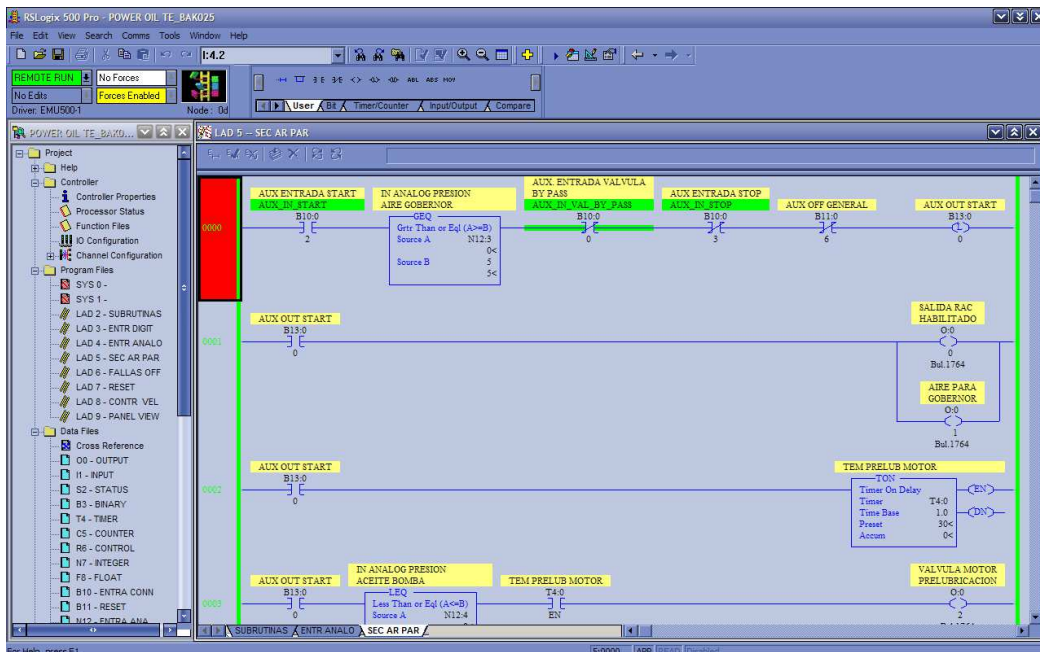 RSLogix 500 Pro - POWER OIL TE_BAK025
File Edit View Search Comms Tools Window Help
I:4.2
REMOTE RUN No Forces
No Edits Forces Enabled
Driver: EMU500-1 Node: 0d
ABL ABS MOV
User Bit Timer/Counter Input/Output Compare
POWER OIL TE_BAK0...
Project
Help
Controller
Controller Properties
Processor Status
Function Files
IO Configuration
Channel Configuration
Program Files
SYS 0 -
SYS 1 -
LAD 2 - SUBRUTINAS
LAD 3 - ENTR DIGIT
LAD 4 - ENTR ANALO
LAD 5 - SEC AR PAR
LAD 6 - FALLAS OFF
LAD 7 - RESET
LAD 8 - CONTR VEL
LAD 9 - PANEL VIEW
Data Files
Cross Reference
O0 - OUTPUT
I1 - INPUT
S2 - STATUS
B3 - BINARY
T4 - TIMER
C5 - COUNTER
R6 - CONTROL
N7 - INTEGER
F8 - FLOAT
B10 - ENTRA CONN
B11 - RESET
N12 - ENTRA ANA
LAD 5 -- SEC AR PAR
0000
AUX ENTRADA START
AUX_IN_START
B10:0
2
IN ANALOG PRESION
AIRE GOBERNOR
GEQ
Grtr Than or Eql (A>=B)
Source A N12:3
0<
Source B 5
5<
AUX. ENTRADA VALVULA
BY PASS
AUX_IN_VAL_BY_PASS
B10:0
0
AUX ENTRADA STOP
AUX_IN_STOP
B10:0
3
AUX OFF GENERAL
B11:0
6
AUX OUT START
B13:0
L
0
0001
AUX OUT START
B13:0
0
SALIDA RAC
HABILITADO
O:0
0
Bul.1764
AIRE PARA
GOBERNOR
O:0
1
Bul.1764
0002
AUX OUT START
B13:0
0
TEM PRELUB MOTOR
TON
Timer On Delay EN
Timer T4:0
Time Base 1.0 DN
Preset 30<
Accum 0<
0003
AUX OUT START
B13:0
0
IN ANALOG PRESION
ACEITE BOMBA
LEQ
Less Than or Eql (A<=B)
Source A N12:4
TEM PRELUB MOTOR
T4:0
EN
VALVULA MOTOR
PRELUBRICACION
O:0
2
SUBRUTINAS ENTR ANALO SEC AR PAR
For Help, press F1 5:0000 APP READ Disabled